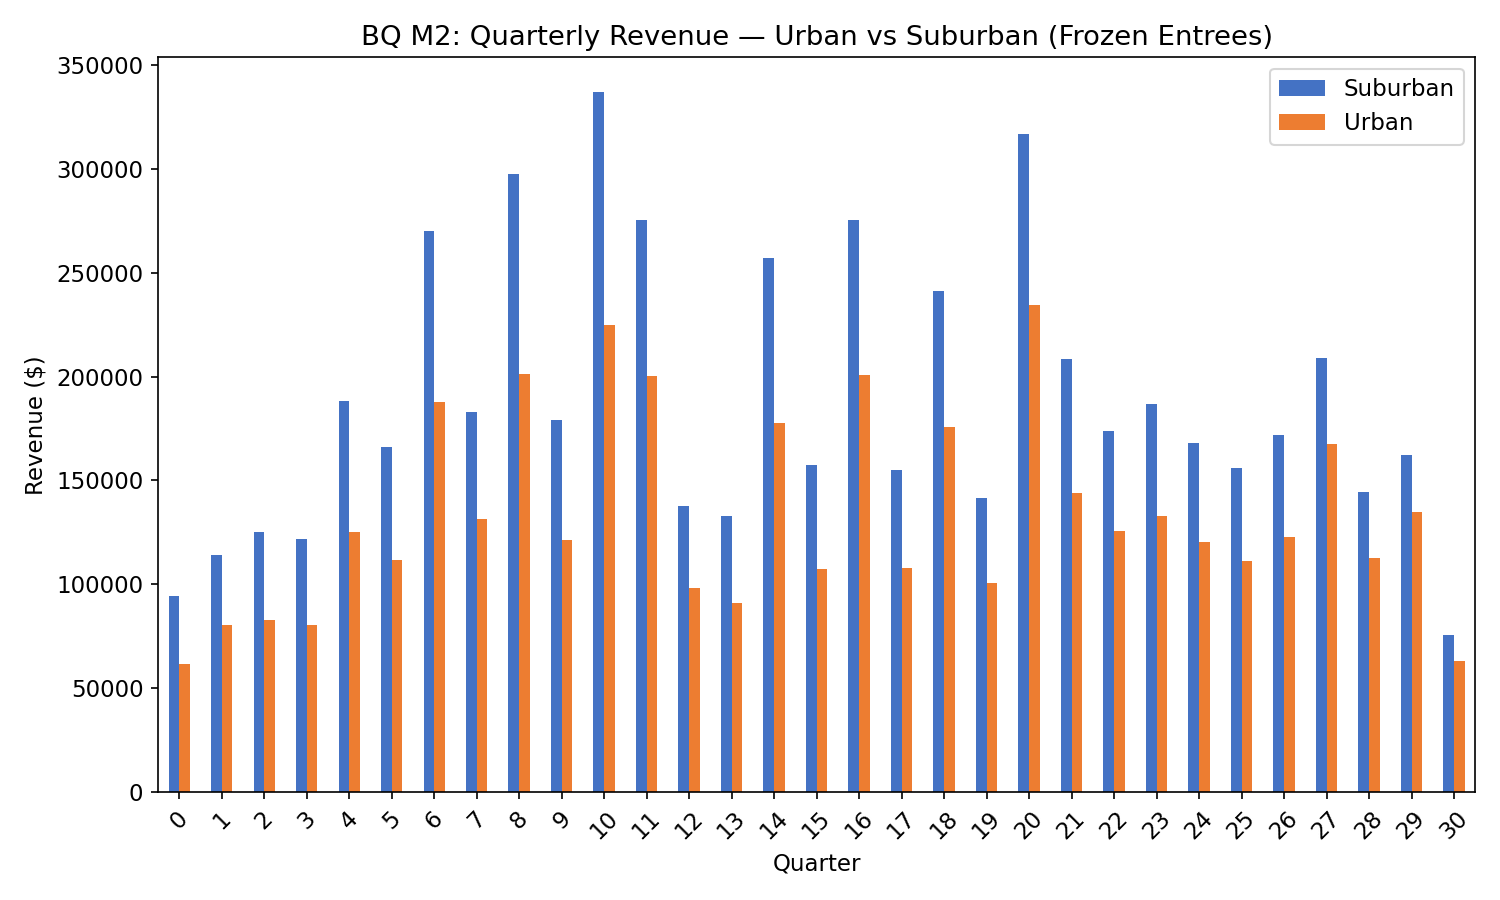 BQ M2: Quarterly Revenue — Urban vs Suburban (Frozen Entrees)
Suburban
Urban
Revenue ($)
350000
300000
250000
200000
150000
100000
50000
0
0 1 2 3 4 5 6 7 8 9 10 11 12 13 14 15 16 17 18 19 20 21 22 23 24 25 26 27 28 29 30
Quarter